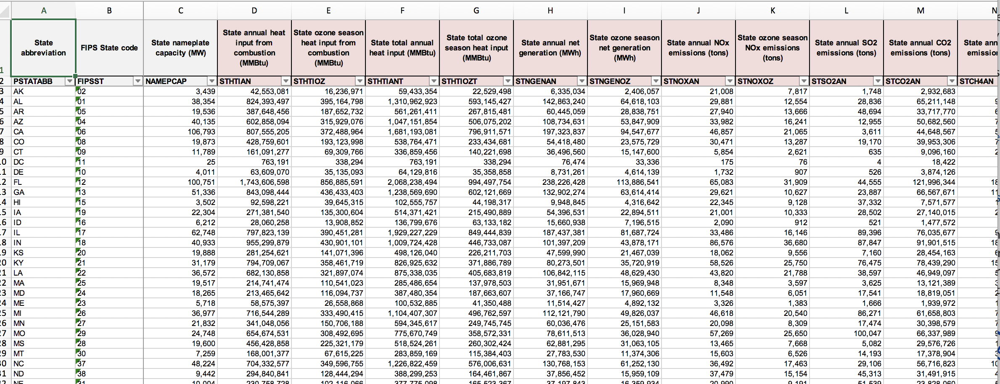 A B C D E F G H I J K L M N
1 State abbreviation FIPS State code State nameplate capacity (MW) State annual heat input from combustion (MMBtu) State ozone season heat input from combustion (MMBtu) State total annual heat input (MMBtu) State total ozone season heat input (MMBtu) State annual net generation (MWh) State ozone season net generation (MWh) State annual NOx emissions (tons) State ozone season NOx emissions (tons) State annual SO2 emissions (tons) State annual CO2 emissions (tons) State
2 PSTATABB FIPSST NAMEPCAP STHTIAN STHTIOZ STHTIANT STHTIOZT STNGENAN STNGENOZ STNOXAN STNOXOZ STSO2AN STCO2AN STCH4AN
3 AK 02 3,439 42,553,081 16,236,971 59,433,354 22,529,498 6,335,034 2,406,057 21,008 7,817 1,748 2,932,683
4 AL 01 38,354 824,393,497 395,164,798 1,310,962,923 593,145,427 142,863,240 64,618,103 29,881 12,554 28,836 65,211,148
5 AR 05 19,536 387,648,456 187,652,732 561,261,411 267,815,481 60,445,059 28,838,751 27,940 13,666 48,694 33,717,770
6 AZ 04 40,135 602,858,094 315,929,076 1,047,151,854 506,075,202 108,734,631 53,847,909 33,982 16,241 12,955 50,682,560
7 CA 06 106,793 807,555,205 372,488,964 1,681,193,081 796,911,571 197,323,837 94,547,677 46,857 21,065 3,611 44,648,567
8 CO 08 19,873 428,759,601 193,123,998 538,764,471 233,434,681 54,418,480 23,575,729 30,471 13,287 19,170 39,953,306
9 CT 09 11,789 161,091,277 69,309,766 336,859,456 140,221,698 36,496,560 15,147,600 5,854 2,621 635 9,096,160
DC 11 25 763,191 338,294 763,191 338,294 76,474 33,336 175 76 4 18,422
DE 10 4,011 63,609,070 35,135,093 64,129,816 35,358,858 8,731,261 4,614,139 1,732 907 526 3,874,126
FL 12 100,751 1,743,606,598 856,885,591 2,068,238,494 994,497,754 238,226,428 113,886,541 65,083 31,909 44,555 121,996,344
GA 13 51,336 843,098,444 436,433,403 1,238,569,690 602,121,669 132,902,274 63,614,414 29,621 10,627 23,887 66,567,671
HI 15 3,502 92,598,221 39,645,315 102,555,757 44,198,317 9,948,845 4,316,642 22,345 9,128 37,332 7,571,577
IA 19 22,304 271,381,540 135,300,604 514,371,421 215,490,889 54,396,531 22,894,511 21,001 10,333 28,502 27,140,015
ID 16 6,212 28,060,258 13,908,852 136,799,676 63,133,182 15,660,938 7,196,515 2,090 912 521 1,477,572
IL 17 62,748 797,823,139 390,451,281 1,929,227,229 849,444,839 187,437,381 81,687,724 33,486 16,146 89,396 76,035,677
IN 18 40,933 955,299,879 430,901,101 1,009,724,428 446,733,087 101,397,209 43,878,171 86,576 36,680 87,847 91,901,515
KS 20 19,888 281,254,621 141,071,396 498,126,040 226,211,703 47,599,990 21,467,039 18,062 9,556 7,160 28,454,163
KY 21 31,179 794,709,067 358,461,719 826,925,632 371,886,789 80,273,501 35,720,919 58,526 25,750 76,475 78,439,290
LA 22 36,572 682,130,858 321,897,074 875,338,035 405,683,819 106,842,115 48,629,430 43,820 21,788 38,597 46,949,097
MA 25 19,517 214,741,474 110,541,023 285,486,654 137,978,503 31,951,671 15,969,948 8,348 3,597 3,625 13,121,389
MD 24 18,265 213,465,642 116,094,737 387,480,354 187,663,607 37,166,747 17,960,669 11,548 6,051 17,541 18,819,051
ME 23 5,718 58,575,397 26,558,868 100,532,885 41,350,488 11,514,427 4,892,132 3,326 1,383 1,666 1,939,972
MI 26 36,977 716,544,289 333,490,415 1,104,407,307 496,762,597 112,121,790 49,826,037 46,618 20,540 86,271 61,658,803
MN 27 21,832 341,048,056 150,706,188 594,345,617 249,745,745 60,036,476 25,151,583 20,098 8,309 17,474 30,398,579
MO 29 24,748 654,674,531 308,492,695 775,670,749 358,572,331 78,611,513 36,028,940 57,269 25,650 100,047 66,337,989
MS 28 19,600 456,428,858 225,321,179 518,524,261 260,302,424 62,881,295 31,063,105 13,465 7,668 5,082 29,576,726
MT 30 7,259 168,001,377 67,615,225 283,859,169 115,384,403 27,783,530 11,374,306 15,603 6,526 14,193 17,378,904
NC 37 48,224 704,332,577 349,596,755 1,226,822,459 576,006,631 130,768,153 61,252,130 36,492 17,463 29,106 56,716,823
ND 38 9,442 294,840,841 128,444,294 388,299,253 164,461,867 37,856,452 15,959,109 37,479 15,154 45,313 31,491,915
NE 31 10,004 230,758,728 102,116,066 377,775,098 165,523,367 37,197,843 16,359,934 20,990 9,191 51,539 23,828,060